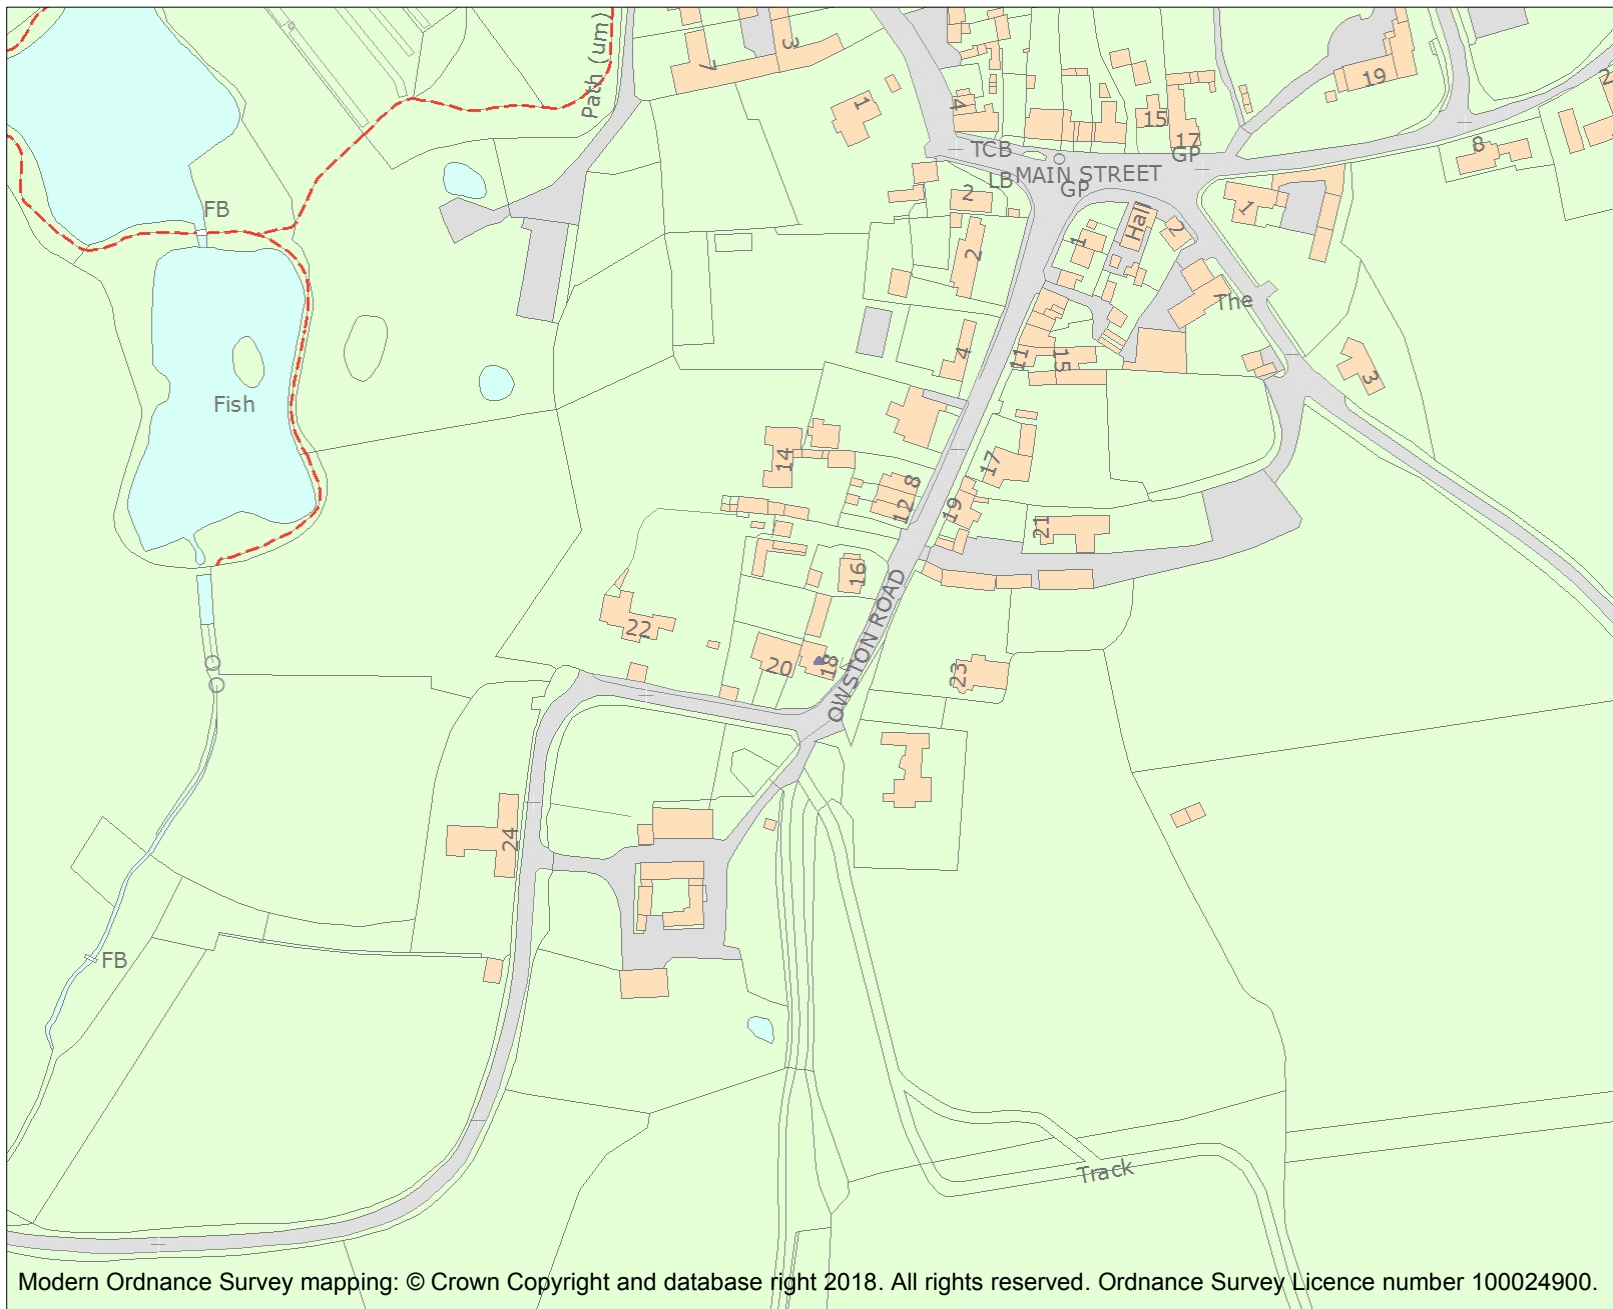 Path (um)
7
3
1
4
19
2
15
TCB
17
GP
8
MAIN STREET
LB
GP
2
1
FB
Hall
2
1
2
The
4
11
15
3
Fish
14
17
8
12
19
21
16
OWSTON ROAD
22
20
18
23
24
FB
Track
Modern Ordnance Survey mapping: © Crown Copyright and database right 2018. All rights reserved. Ordnance Survey Licence number 100024900.